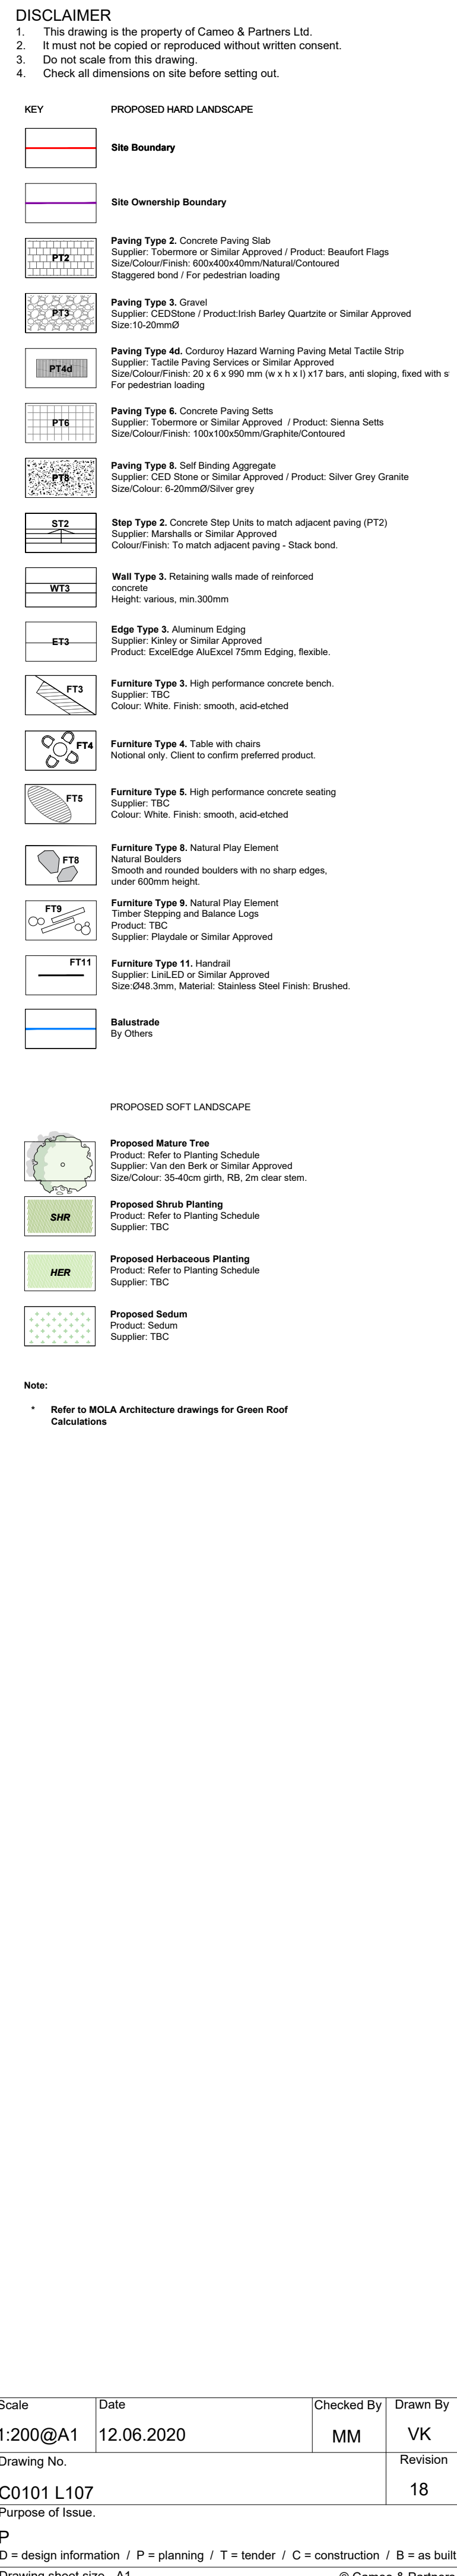 DISCLAIMER
1. This drawing is the property of Cameo & Partners Ltd.
2. It must not be copied or reproduced without written consent.
3. Do not scale from this drawing.
4. Check all dimensions on site before setting out.
KEY PROPOSED HARD LANDSCAPE
Site Boundary
Site Ownership Boundary
PT2
Paving Type 2. Concrete Paving Slab
Supplier: Tobermore or Similar Approved / Product: Beaufort Flags
Size/Colour/Finish: 600x400x40mm/Natural/Contoured
Staggered bond / For pedestrian loading
PT3
Paving Type 3. Gravel
Supplier: CEDStone / Product:Irish Barley Quartzite or Similar Approved
Size:10-20mmØ
PT4d
Paving Type 4d. Corduroy Hazard Warning Paving Metal Tactile Strip
Supplier: Tactile Paving Services or Similar Approved
Size/Colour/Finish: 20 x 6 x 990 mm (w x h x l) x17 bars, anti sloping, fixed with s
For pedestrian loading
PT6
Paving Type 6. Concrete Paving Setts
Supplier: Tobermore or Similar Approved / Product: Sienna Setts
Size/Colour/Finish: 100x100x50mm/Graphite/Contoured
PT8
Paving Type 8. Self Binding Aggregate
Supplier: CED Stone or Similar Approved / Product: Silver Grey Granite
Size/Colour: 6-20mmØ/Silver grey
ST2
Step Type 2. Concrete Step Units to match adjacent paving (PT2)
Supplier: Marshalls or Similar Approved
Colour/Finish: To match adjacent paving - Stack bond.
WT3
Wall Type 3. Retaining walls made of reinforced
concrete
Height: various, min.300mm
ET3
Edge Type 3. Aluminum Edging
Supplier: Kinley or Similar Approved
Product: ExcelEdge AluExcel 75mm Edging, flexible.
FT3
Furniture Type 3. High performance concrete bench.
Supplier: TBC
Colour: White. Finish: smooth, acid-etched
FT4
Furniture Type 4. Table with chairs
Notional only. Client to confirm preferred product.
FT5
Furniture Type 5. High performance concrete seating
Supplier: TBC
Colour: White. Finish: smooth, acid-etched
FT8
Furniture Type 8. Natural Play Element
Natural Boulders
Smooth and rounded boulders with no sharp edges,
under 600mm height.
FT9
Furniture Type 9. Natural Play Element
Timber Stepping and Balance Logs
Product: TBC
Supplier: Playdale or Similar Approved
FT11
Furniture Type 11. Handrail
Supplier: LiniLED or Similar Approved
Size:Ø48.3mm, Material: Stainless Steel Finish: Brushed.
Balustrade
By Others
PROPOSED SOFT LANDSCAPE
Proposed Mature Tree
Product: Refer to Planting Schedule
Supplier: Van den Berk or Similar Approved
Size/Colour: 35-40cm girth, RB, 2m clear stem.
SHR
Proposed Shrub Planting
Product: Refer to Planting Schedule
Supplier: TBC
HER
Proposed Herbaceous Planting
Product: Refer to Planting Schedule
Supplier: TBC
Proposed Sedum
Product: Sedum
Supplier: TBC
Note:
* Refer to MOLA Architecture drawings for Green Roof
Calculations
Scale Date Checked By Drawn By
1:200@A1 12.06.2020 MM VK
Drawing No. Revision
C0101 L107 18
Purpose of Issue.
P
D = design information / P = planning / T = tender / C = construction / B = as built
Drawing sheet size - A1 © Cameo & Partners